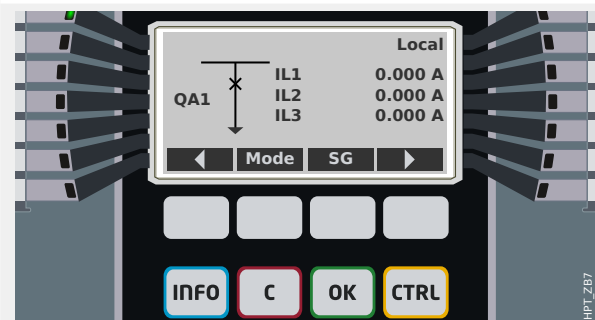 Local
IL1 0.000 A
QA1
IL2 0.000 A
IL3 0.000 A
Mode SG
INFO C OK CTRL
HPT_ZB7